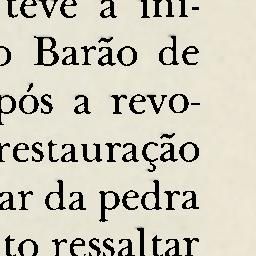 teve a ini-
o Barão de
pós a revo-
restauração
ar da pedra
to ressaltar